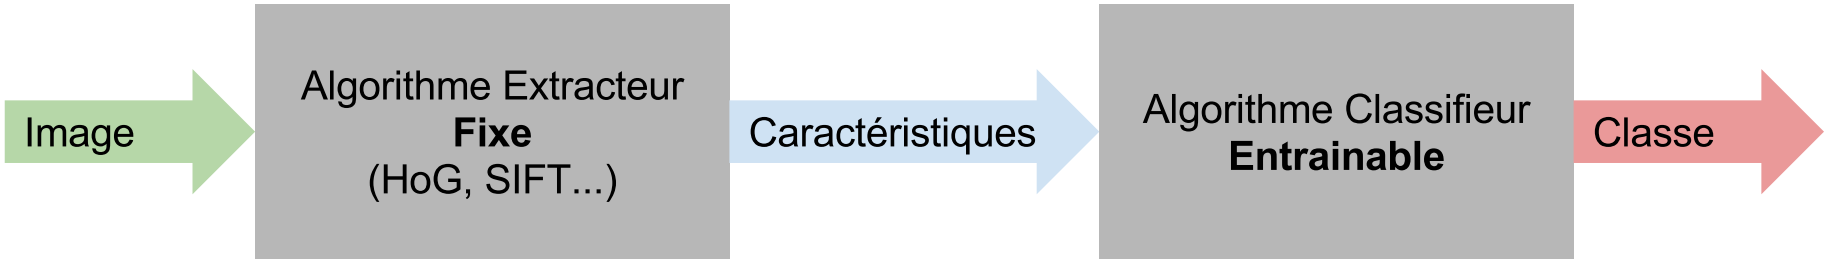 Image
Algorithme Extracteur
Fixe
(HoG, SIFT...)
Caractéristiques
Algorithme Classifieur
Entrainable
Classe